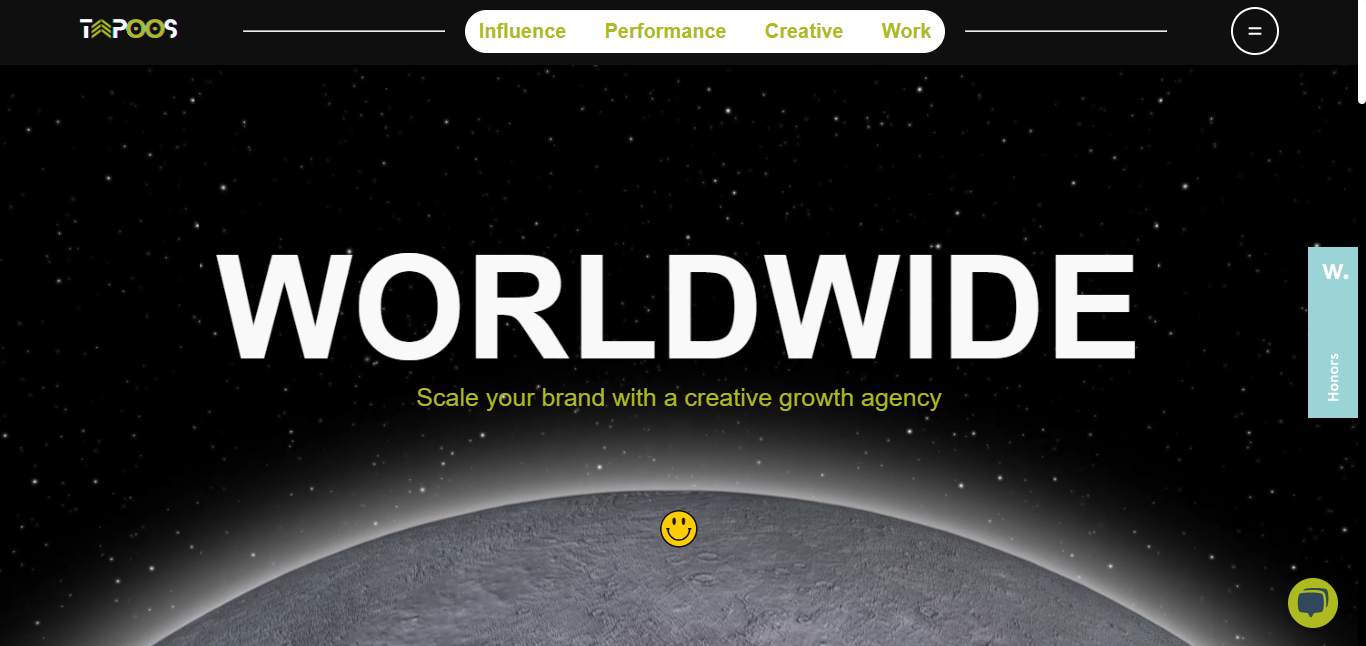 TAPOOS
Influence Performance Creative Work
WORLDWIDE
Scale your brand with a creative growth agency
W.
Honors